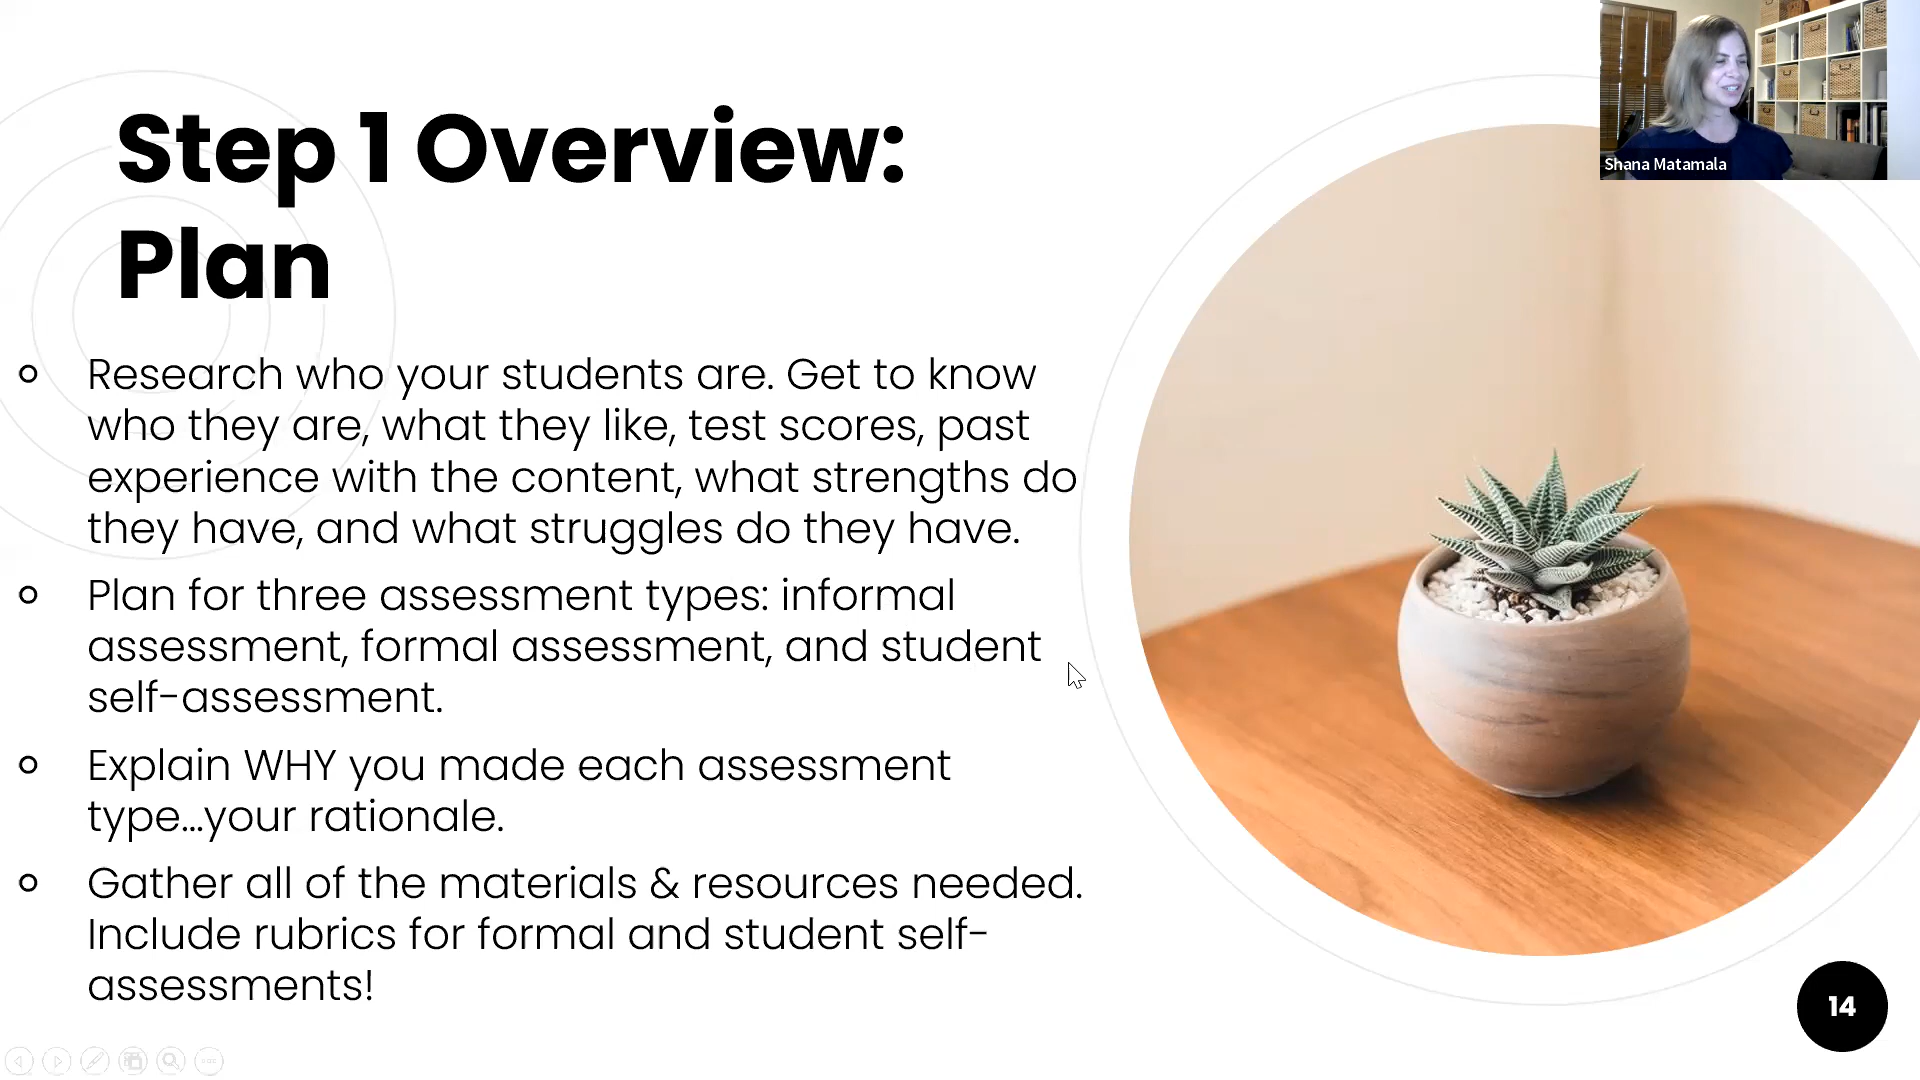 Step 1 Overview:
Plan
Research who your students are. Get to know
who they are, what they like, test scores, past
experience with the content, what strengths do
they have, and what struggles do they have.
Plan for three assessment types: informal
assessment, formal assessment, and student
self-assessment.
Explain WHY you made each assessment
type...your rationale.
Gather all of the materials & resources needed.
Include rubrics for formal and student self-
assessments!
Shana Matamala
14